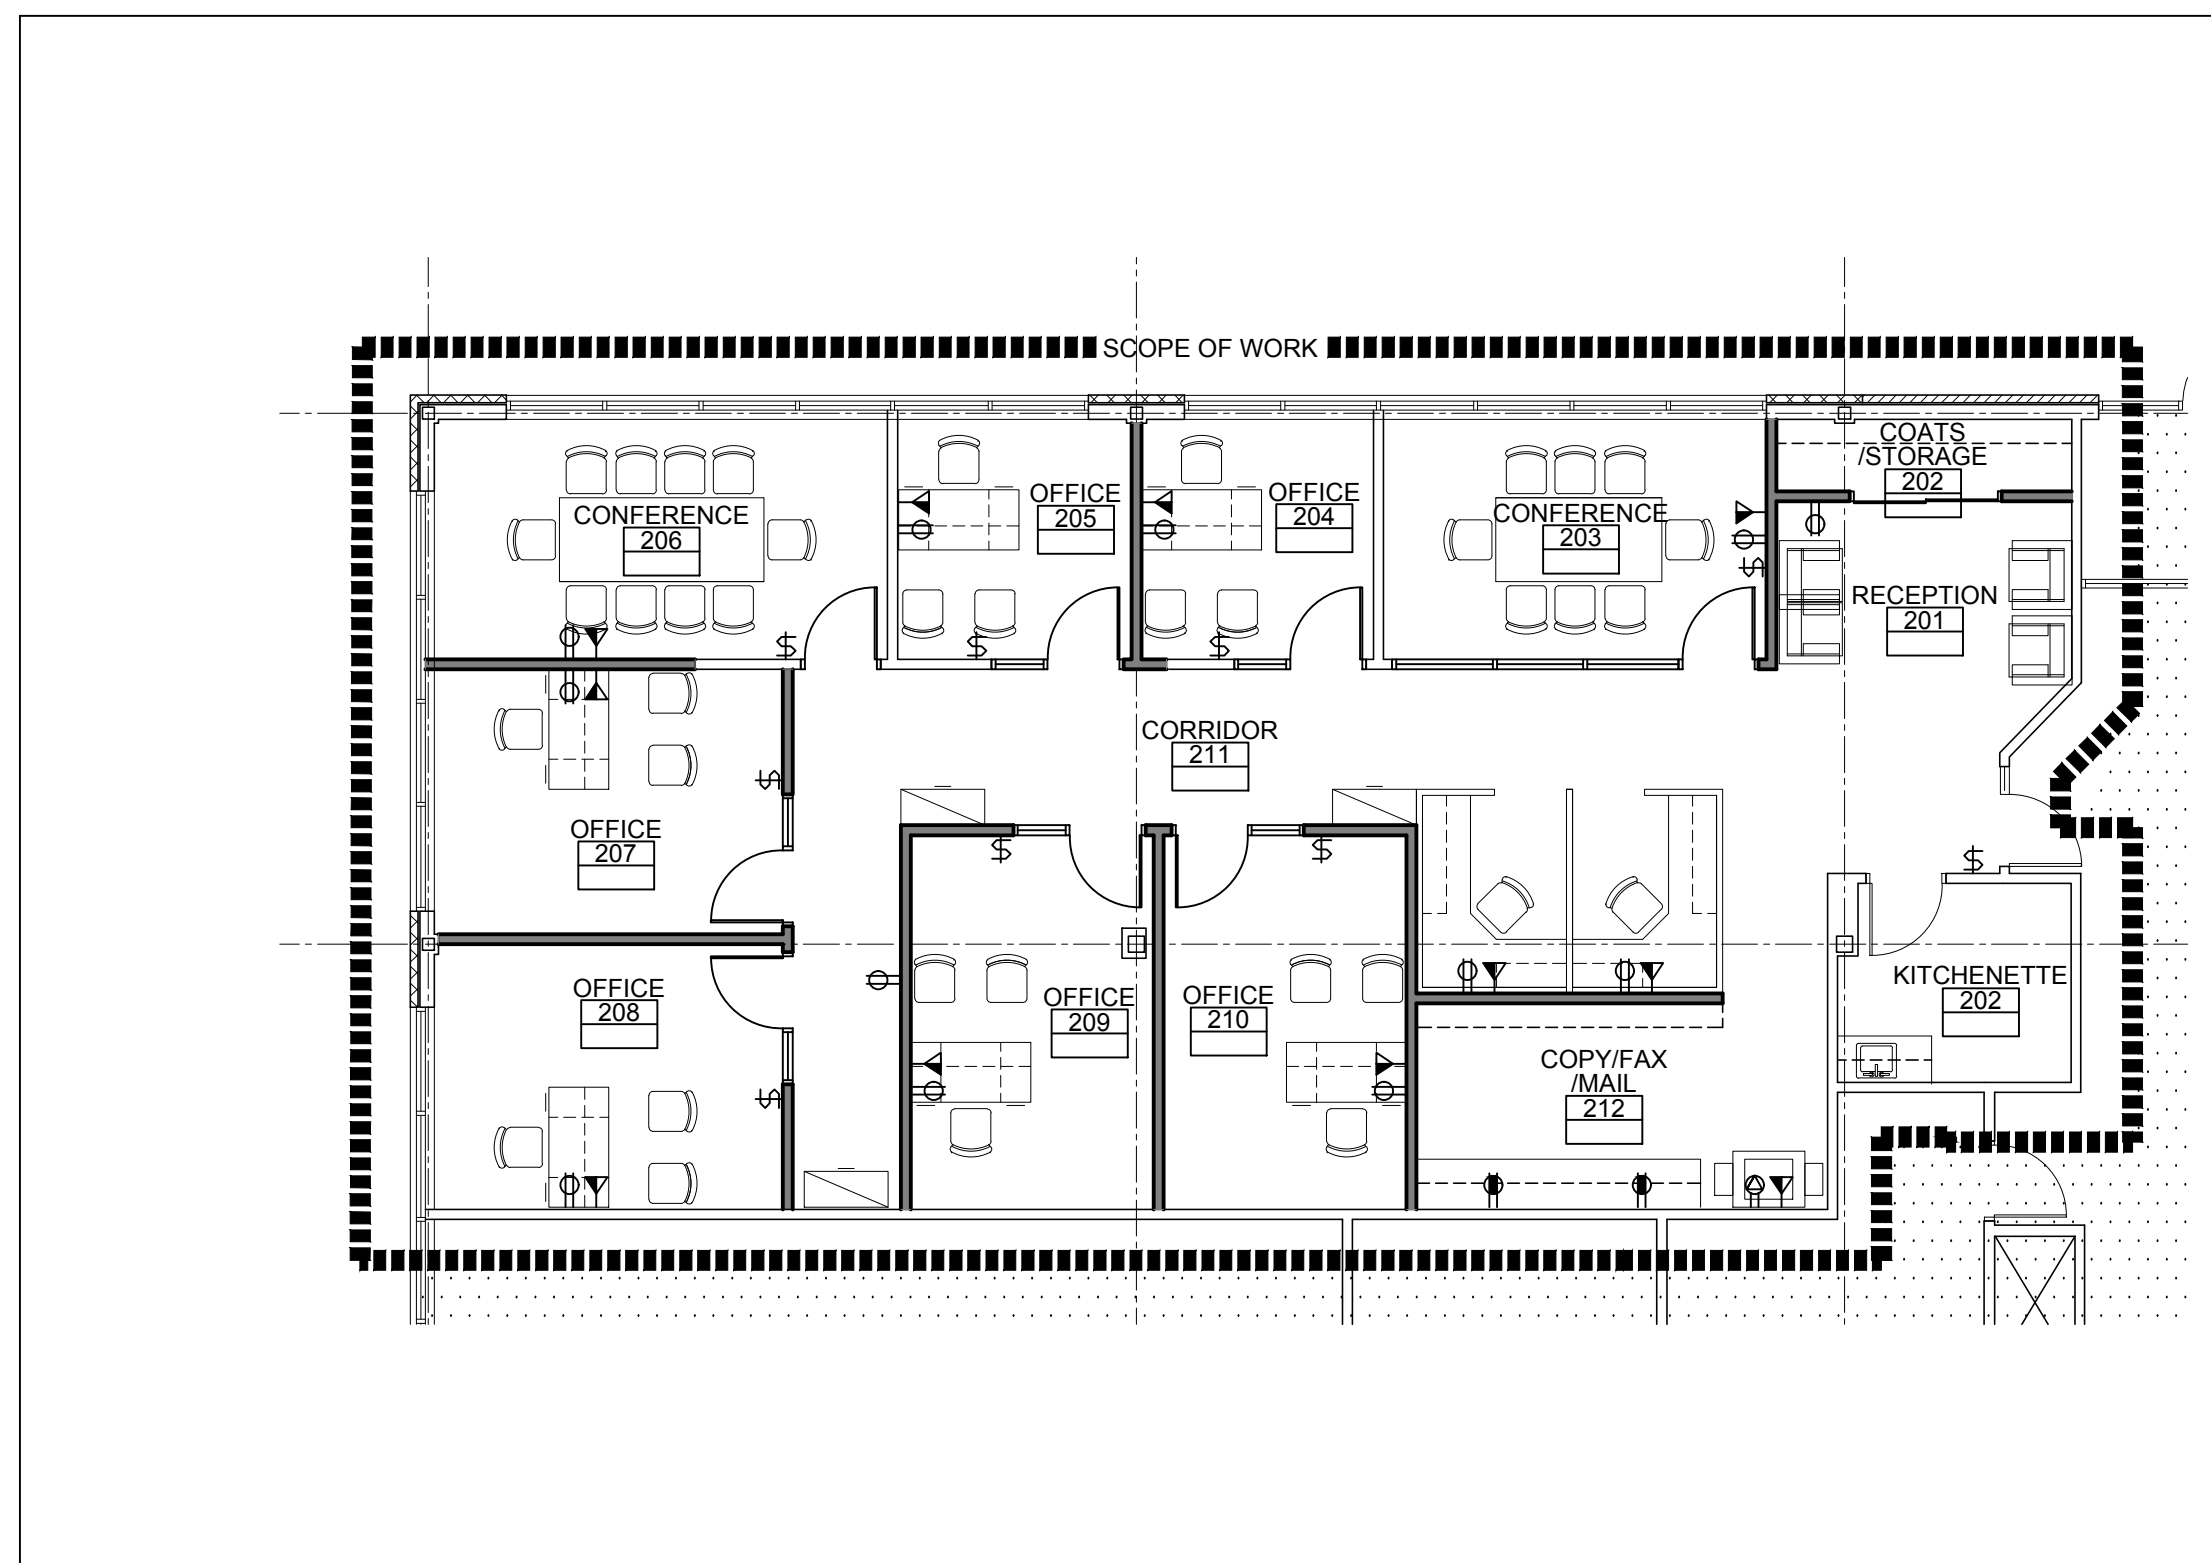 SCOPE OF WORK
COATS
/STORAGE
202
OFFICE
205
OFFICE
204
CONFERENCE
206
CONFERENCE
203
RECEPTION
201
CORRIDOR
211
OFFICE
207
OFFICE
208
OFFICE
209
OFFICE
210
KITCHENETTE
202
COPY/FAX
/MAIL
212
$
$
$
$
$
$
$
$
$